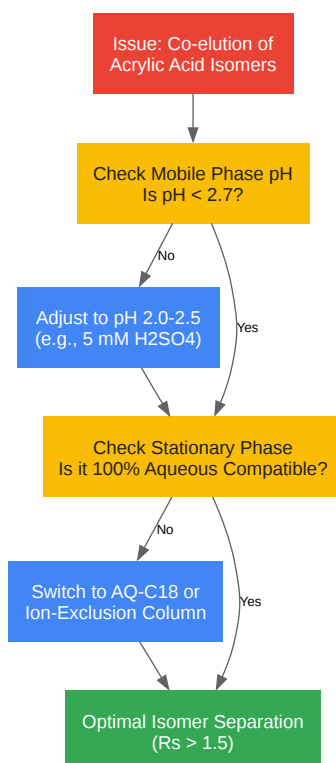 Issue: Co-elution of
Acrylic Acid Isomers
Check Mobile Phase pH
Is pH < 2.7?
No
Adjust to pH 2.0-2.5
(e.g., 5 mM H2SO4)
Yes
Check Stationary Phase
Is it 100% Aqueous Compatible?
No
Switch to AQ-C18 or
Ion-Exclusion Column
Yes
Optimal Isomer Separation
(Rs > 1.5)